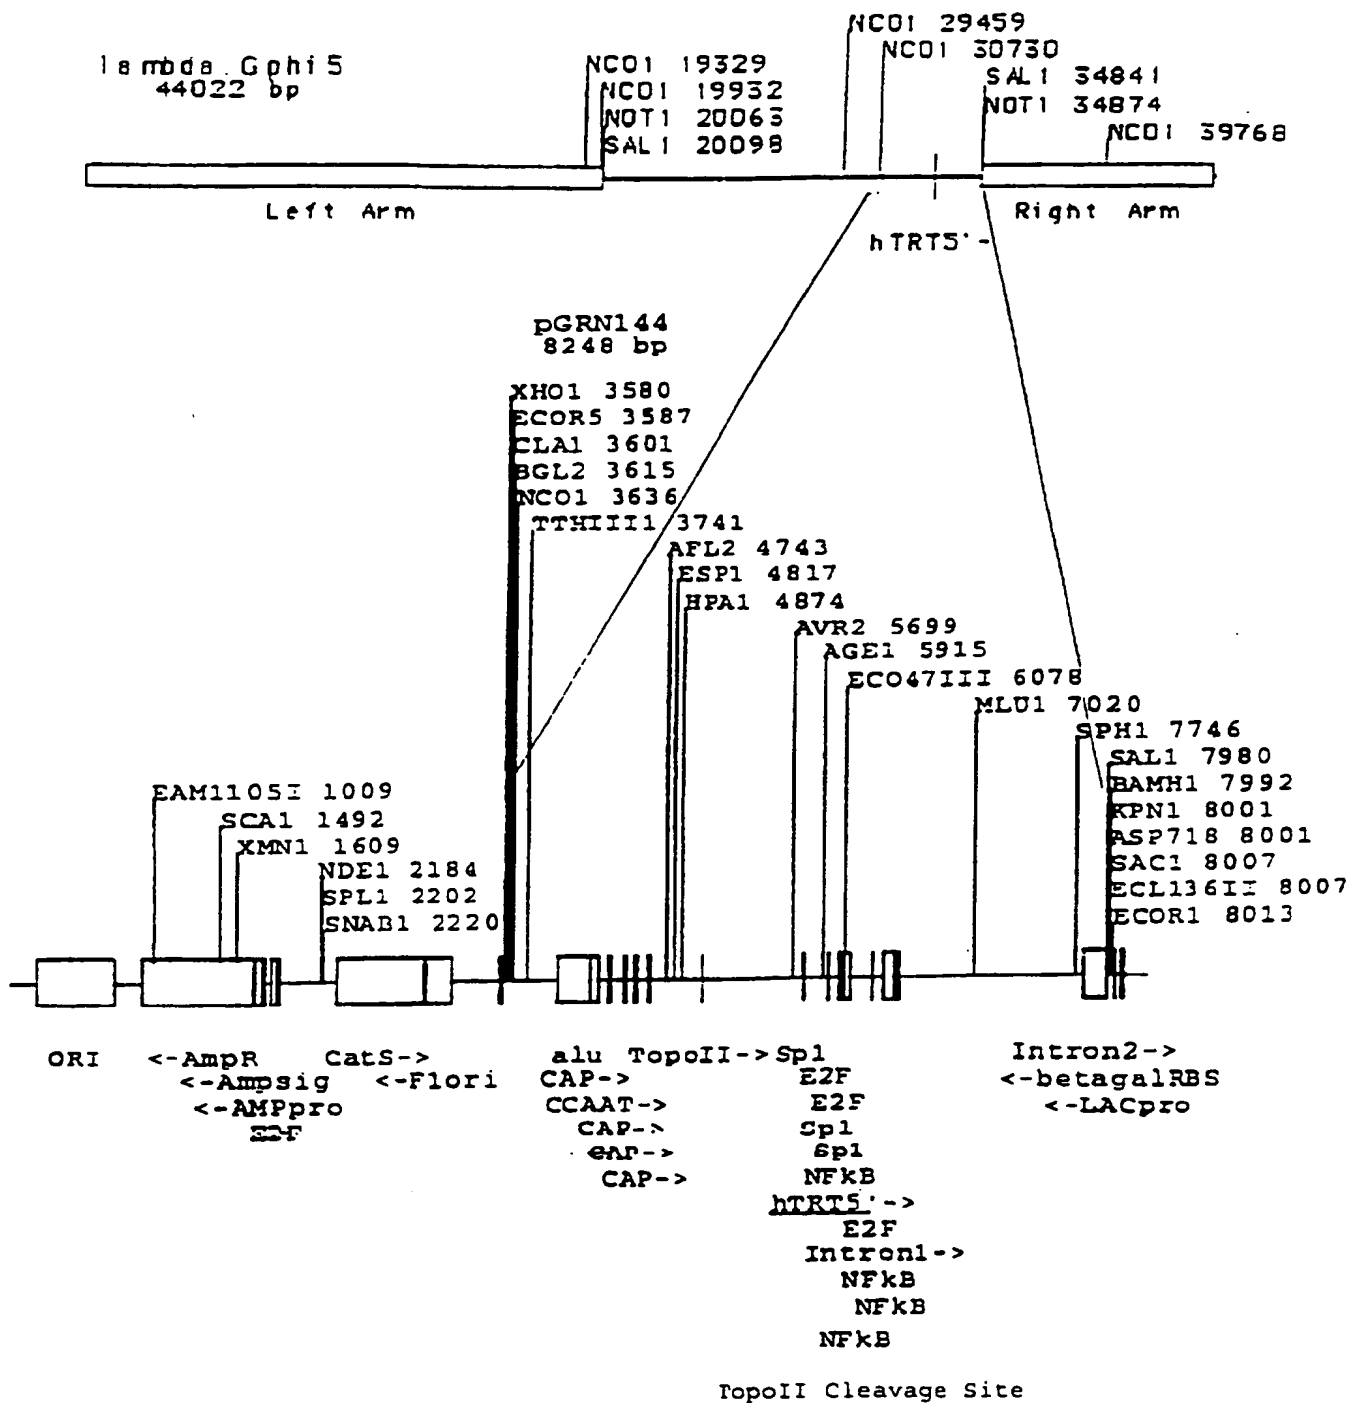 lambda Gphi5
44022 bp
NCO1 19329
NCO1 19932
NOT1 20063
SAL1 20098
NCO1 29459
NCO1 30730
SAL1 34841
NOT1 34874
NCO1 39768
Left Arm
Right Arm
hTRT5'-
pGRN144
8248 bp
XHO1 3580
ECOR5 3587
CLA1 3601
BGL2 3615
NCO1 3636
TTHIII1 3741
AFL2 4743
ESP1 4817
HPA1 4874
AVR2 5699
AGE1 5915
ECO47III 6078
MLU1 7020
SPH1 7746
SAL1 7980
BAMH1 7992
KPN1 8001
ASP718 8001
SAC1 8007
ECL136II 8007
ECOR1 8013
EAM1105I 1009
SCA1 1492
XMN1 1609
NDE1 2184
SPL1 2202
SNAB1 2220
ORI <-AmpR CatS-> alu TopoII->Sp1 Intron2->
<-Ampsig <-F1ori CAP-> E2F <-betagalRBS
<-AMPpro CCAAT-> E2F <-LACpro
CAP-> Sp1
CAP-> Sp1
CAP-> NFkB
hTRT5'->
E2F
Intron1->
NFkB
NFkB
NFkB
TopoII Cleavage Site